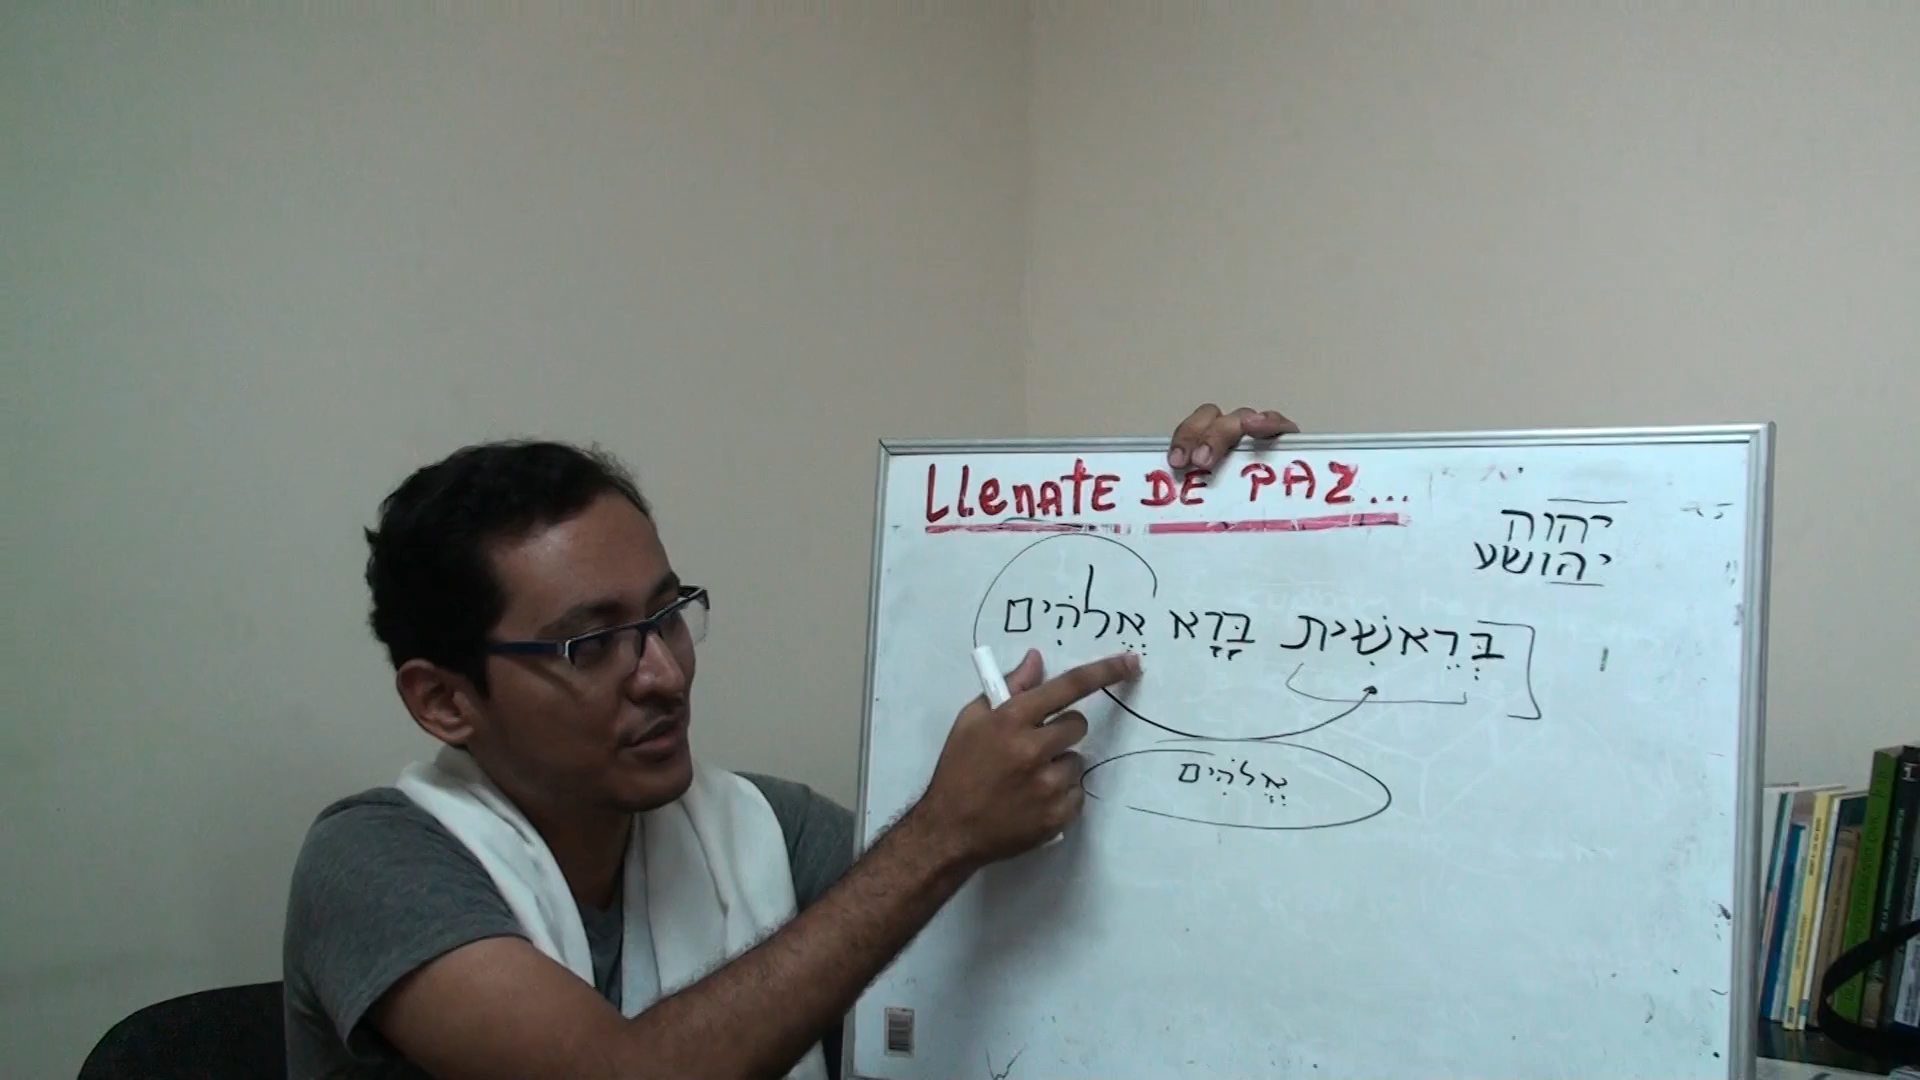 LLENATE DE PAZ...
יהוה
יהושע
בְּרֵאשִׁית בָּרָא אֱלֹהִים
אֱלֹהִים